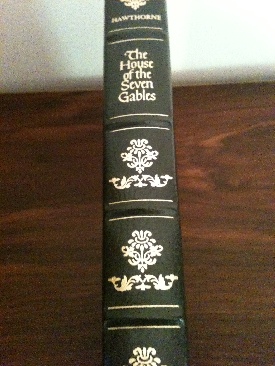 HAWTHORNE
The
House
of the
Seven
Gables